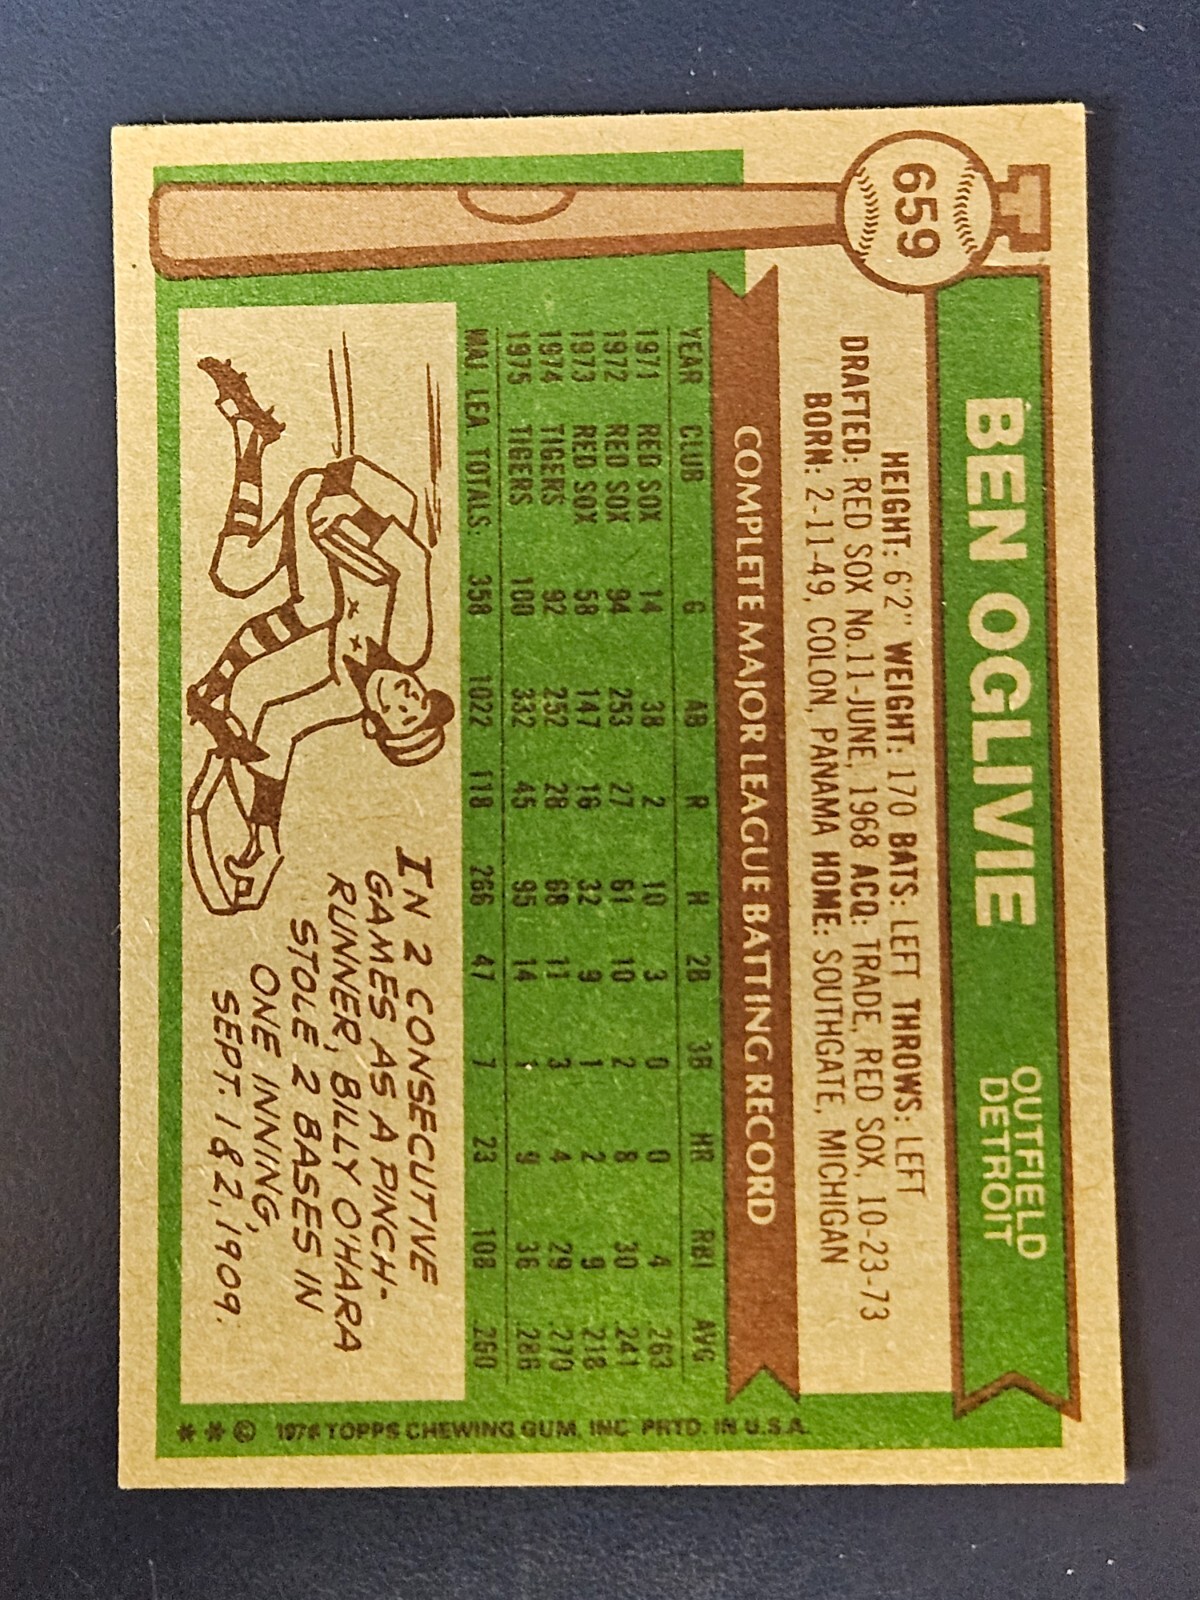 659
BEN OGLIVIE
OUTFIELD
DETROIT
HEIGHT: 6'2" WEIGHT: 170 BATS: LEFT THROWS: LEFT
DRAFTED: RED SOX No.11-JUNE, 1968 ACQ: TRADE, RED SOX, 10-23-73
BORN: 2-11-49, COLON, PANAMA HOME: SOUTHGATE, MICHIGAN
COMPLETE MAJOR LEAGUE BATTING RECORD
YEAR CLUB G AB R H 2B 3B HR RBI AVG
1971 RED SOX 14 38 2 10 3 0 0 4 .263
1972 RED SOX 94 253 27 61 10 2 8 30 .241
1973 RED SOX 58 147 16 32 9 1 2 9 .218
1974 TIGERS 92 252 28 68 11 3 4 29 .270
1975 TIGERS 100 332 45 95 14 1 9 36 .286
MAJ. LEA. TOTALS: 358 1022 118 266 47 7 23 108 .260
IN 2 CONSECUTIVE
GAMES AS A PINCH-
RUNNER, BILLY O'HARA
STOLE 2 BASES IN
ONE INNING,
SEPT. 1 & 2, 1909.
** © 1976 TOPPS CHEWING GUM, INC. PRTD. IN U.S.A.